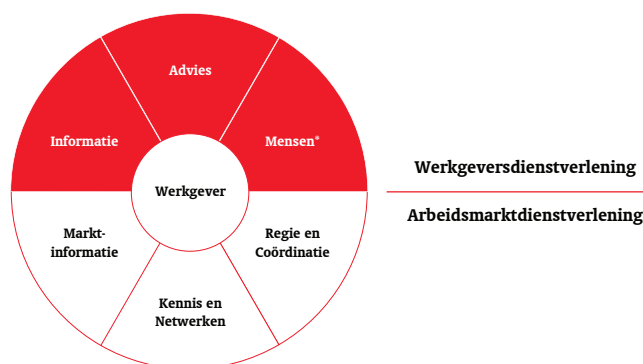 Advies
Informatie
Mensen*
Werkgever
Werkgeversdienstverlening
Arbeidsmarktdienstverlening
Markt-
informatie
Regie en
Coördinatie
Kennis en
Netwerken